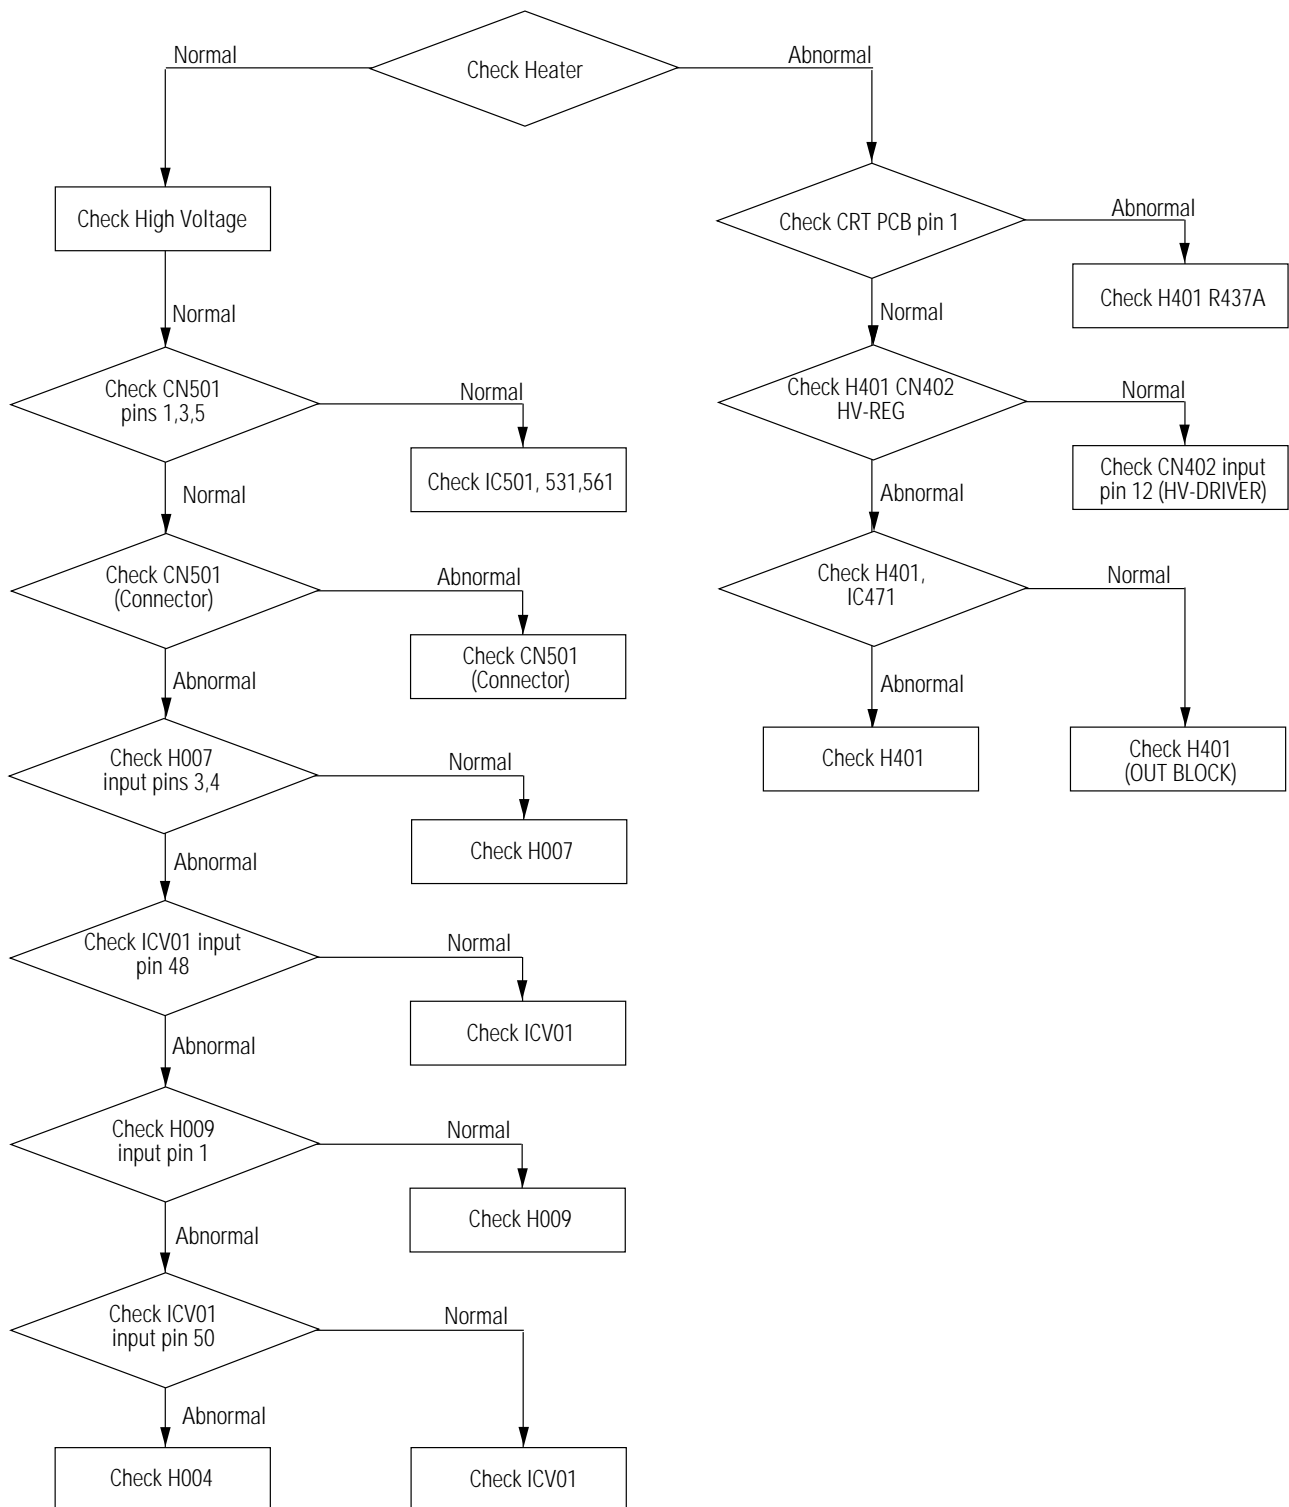 Normal
Check Heater
Abnormal
Check High Voltage
Normal
Check CN501
pins 1,3,5
Normal
Check IC501, 531,561
Normal
Check CN501
(Connector)
Abnormal
Check CN501
(Connector)
Abnormal
Check H007
input pins 3,4
Normal
Check H007
Abnormal
Check ICV01 input
pin 48
Normal
Check ICV01
Abnormal
Check H009
input pin 1
Normal
Check H009
Abnormal
Check ICV01
input pin 50
Normal
Abnormal
Check H004
Check ICV01
Check CRT PCB pin 1
Abnormal
Check H401 R437A
Normal
Check H401 CN402
HV-REG
Normal
Check CN402 input
pin 12 (HV-DRIVER)
Abnormal
Check H401,
IC471
Normal
Abnormal
Check H401
Check H401
(OUT BLOCK)